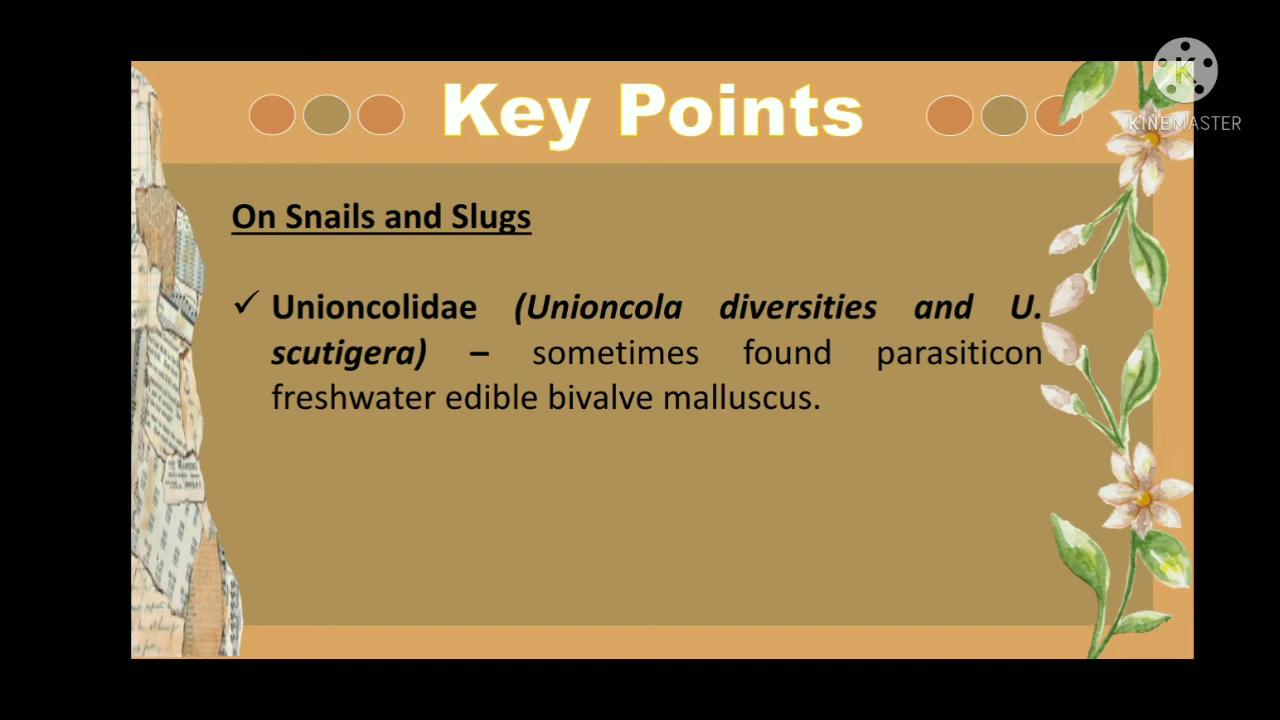 Key Points
KINEMASTER
On Snails and Slugs
✓ Unioncolidae (Unioncola diversities and U.
scutigera) – sometimes found parasiticon
freshwater edible bivalve malluscus.